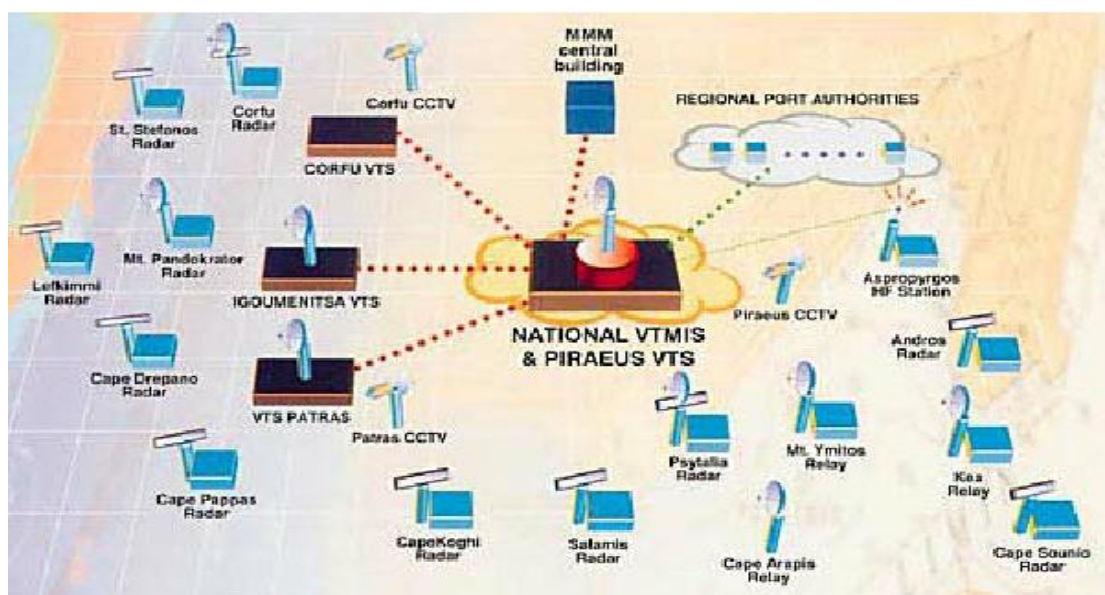 MMM
central
building
REGIONAL PORT AUTHORITIES
Corfu CCTV
Corfu
Radar
St. Stefanos
Radar
CORFU VTS
Mt. Pandokrator
Radar
Lefkimmi
Radar
IGOUMENITSA VTS
NATIONAL VTMIS
& PIRAEUS VTS
Piraeus CCTV
Aspropyrgos
HF Station
Andros
Radar
Cape Drepano
Radar
VTS PATRAS
Patras CCTV
Psytalia
Radar
Mt. Ymitos
Relay
Kea
Relay
Cape Pappas
Radar
CapeKoghi
Radar
Salamis
Radar
Cape Arapis
Relay
Cape Sounio
Radar